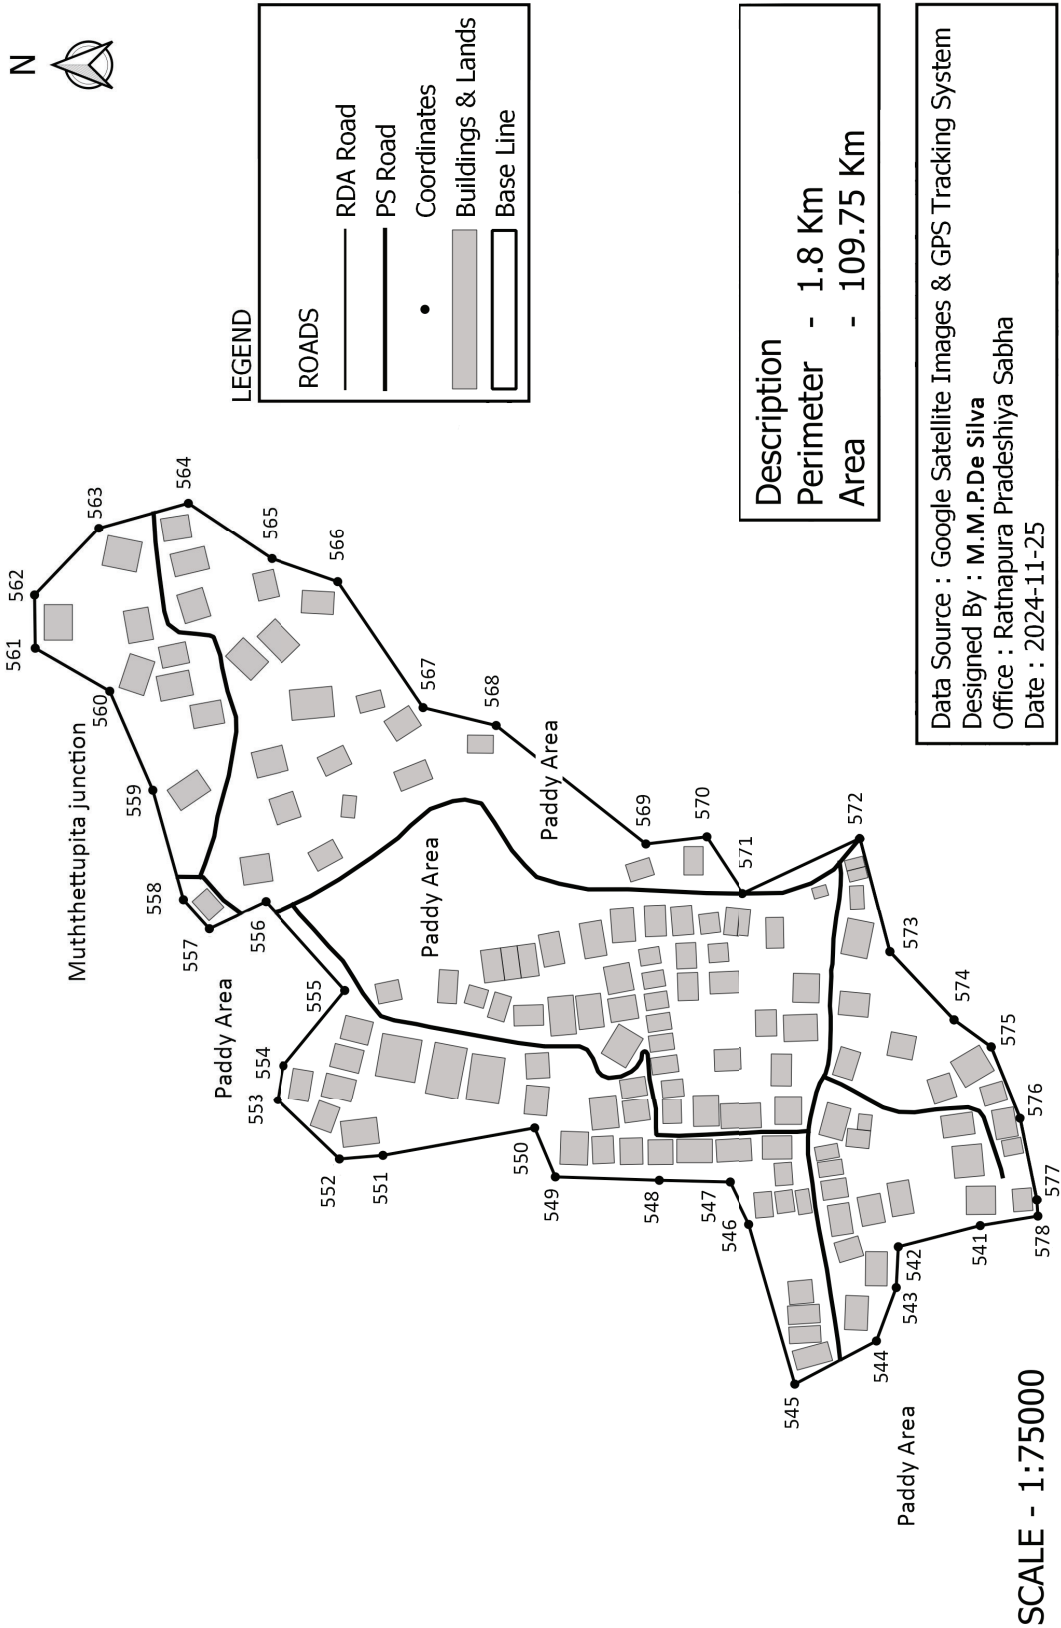 N
LEGEND
ROADS
RDA Road
PS Road
Coordinates
Buildings & Lands
Base Line
Description
Perimeter - 1.8 Km
Area - 109.75 Km
Data Source : Google Satellite Images & GPS Tracking System
Designed By : M.M.P.De Silva
Office : Ratnapura Pradeshiya Sabha
Date : 2024-11-25
SCALE - 1:75000
Muththettupita junction
Paddy Area
Paddy Area
Paddy Area
Paddy Area
541
542
543
544
545
546
547
548
549
550
551
552
553
554
555
556
557
558
559
560
561
562
563
564
565
566
567
568
569
570
571
572
573
574
575
576
577
578